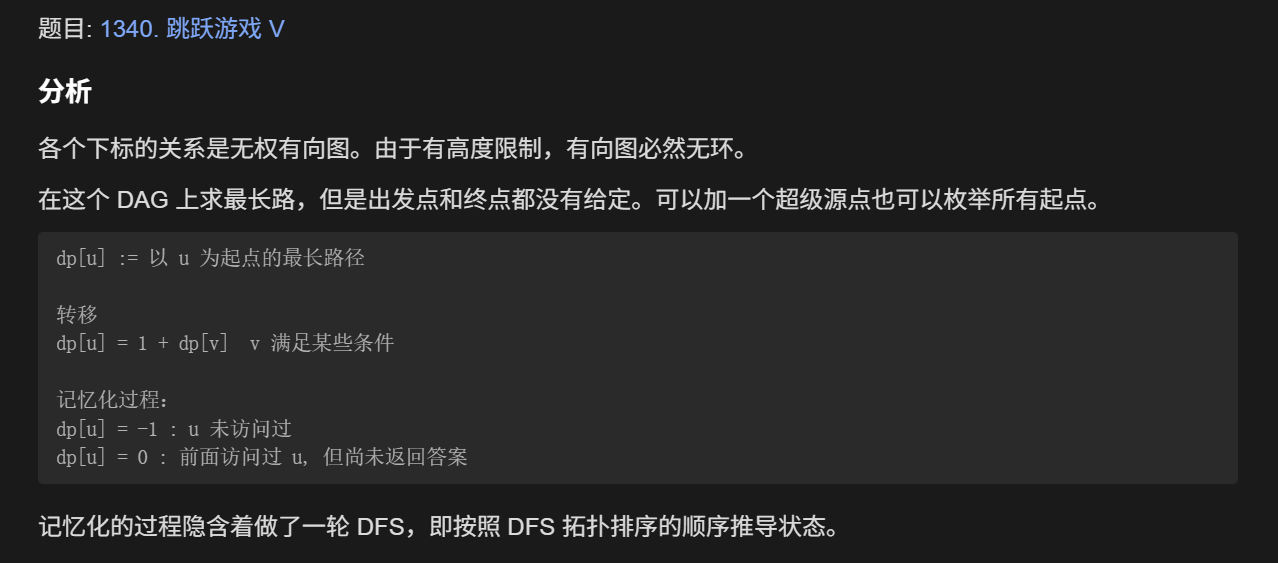 题目: 1340. 跳跃游戏 V
分析
各个下标的关系是无权有向图。由于有高度限制，有向图必然无环。
在这个 DAG 上求最长路，但是出发点和终点都没有给定。可以加一个超级源点也可以枚举所有起点。
dp[u] := 以 u 为起点的最长路径
转移
dp[u] = 1 + dp[v]  v 满足某些条件
记忆化过程：
dp[u] = -1 : u 未访问过
dp[u] = 0 : 前面访问过 u, 但尚未返回答案
记忆化的过程隐含着做了一轮 DFS，即按照 DFS 拓扑排序的顺序推导状态。